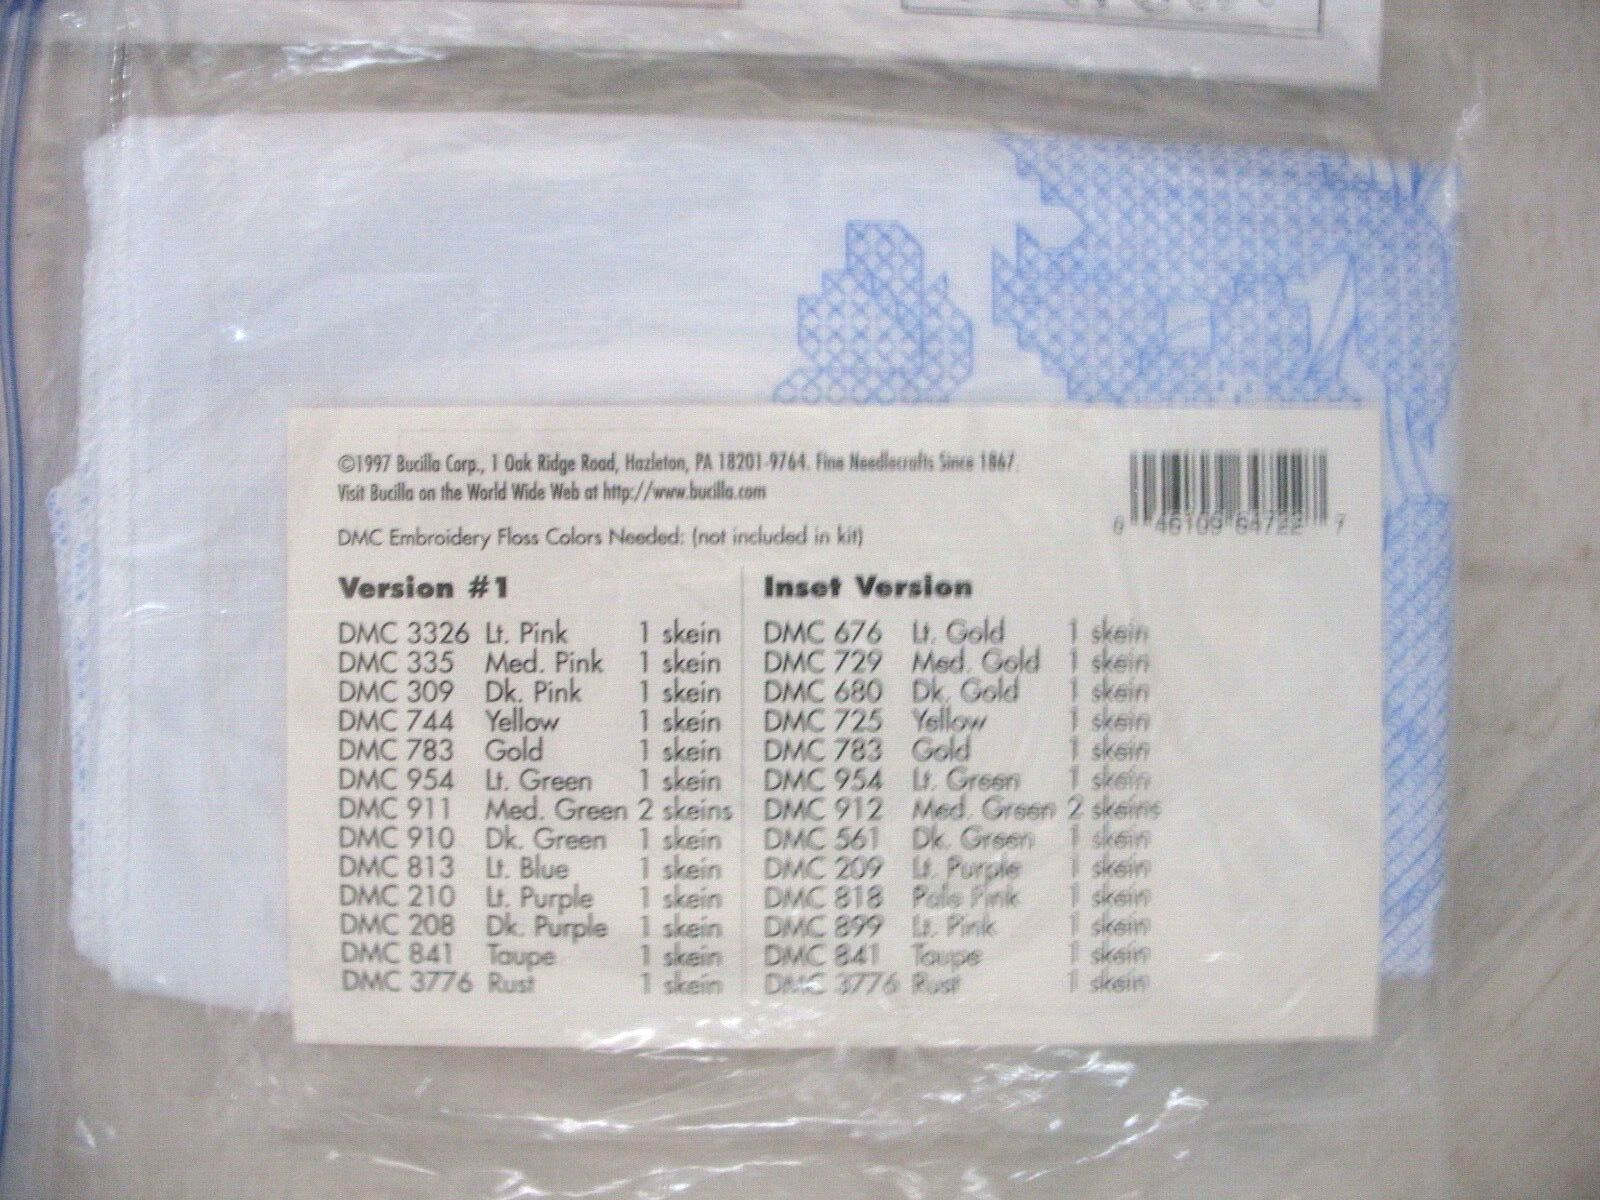 ©1997 Bucilla Corp., 1 Oak Ridge Road, Hazleton, PA 18201-9764. Fine Needlecrafts Since 1867.
Visit Bucilla on the World Wide Web at http://www.bucilla.com
0 46109 64722 7
DMC Embroidery Floss Colors Needed: (not included in kit)
Version #1
DMC 3326 Lt. Pink 1 skein
DMC 335 Med. Pink 1 skein
DMC 309 Dk. Pink 1 skein
DMC 744 Yellow 1 skein
DMC 783 Gold 1 skein
DMC 954 Lt. Green 1 skein
DMC 911 Med. Green 2 skeins
DMC 910 Dk. Green 1 skein
DMC 813 Lt. Blue 1 skein
DMC 210 Lt. Purple 1 skein
DMC 208 Dk. Purple 1 skein
DMC 841 Taupe 1 skein
DMC 3776 Rust 1 skein
Inset Version
DMC 676 Lt. Gold 1 skein
DMC 729 Med. Gold 1 skein
DMC 680 Dk. Gold 1 skein
DMC 725 Yellow 1 skein
DMC 783 Gold 1 skein
DMC 954 Lt. Green 1 skein
DMC 912 Med. Green 2 skeins
DMC 561 Dk. Green 1 skein
DMC 209 Lt. Purple 1 skein
DMC 818 Pale Pink 1 skein
DMC 899 Lt. Pink 1 skein
DMC 841 Taupe 1 skein
DMC 3776 Rust 1 skein